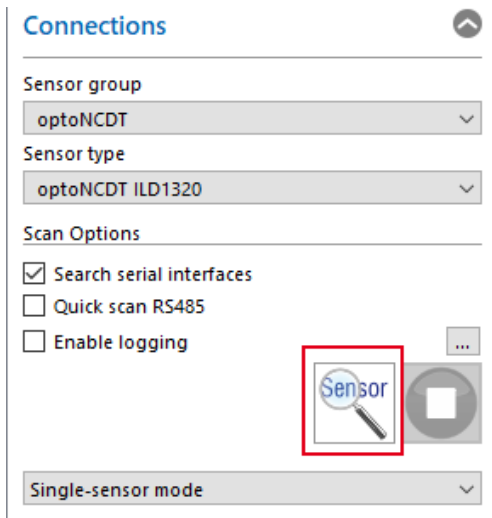 Connections
Sensor group
optoNCDT
Sensor type
optoNCDT ILD1320
Scan Options
Search serial interfaces
Quick scan RS485
Enable logging
...
Sensor
Single-sensor mode